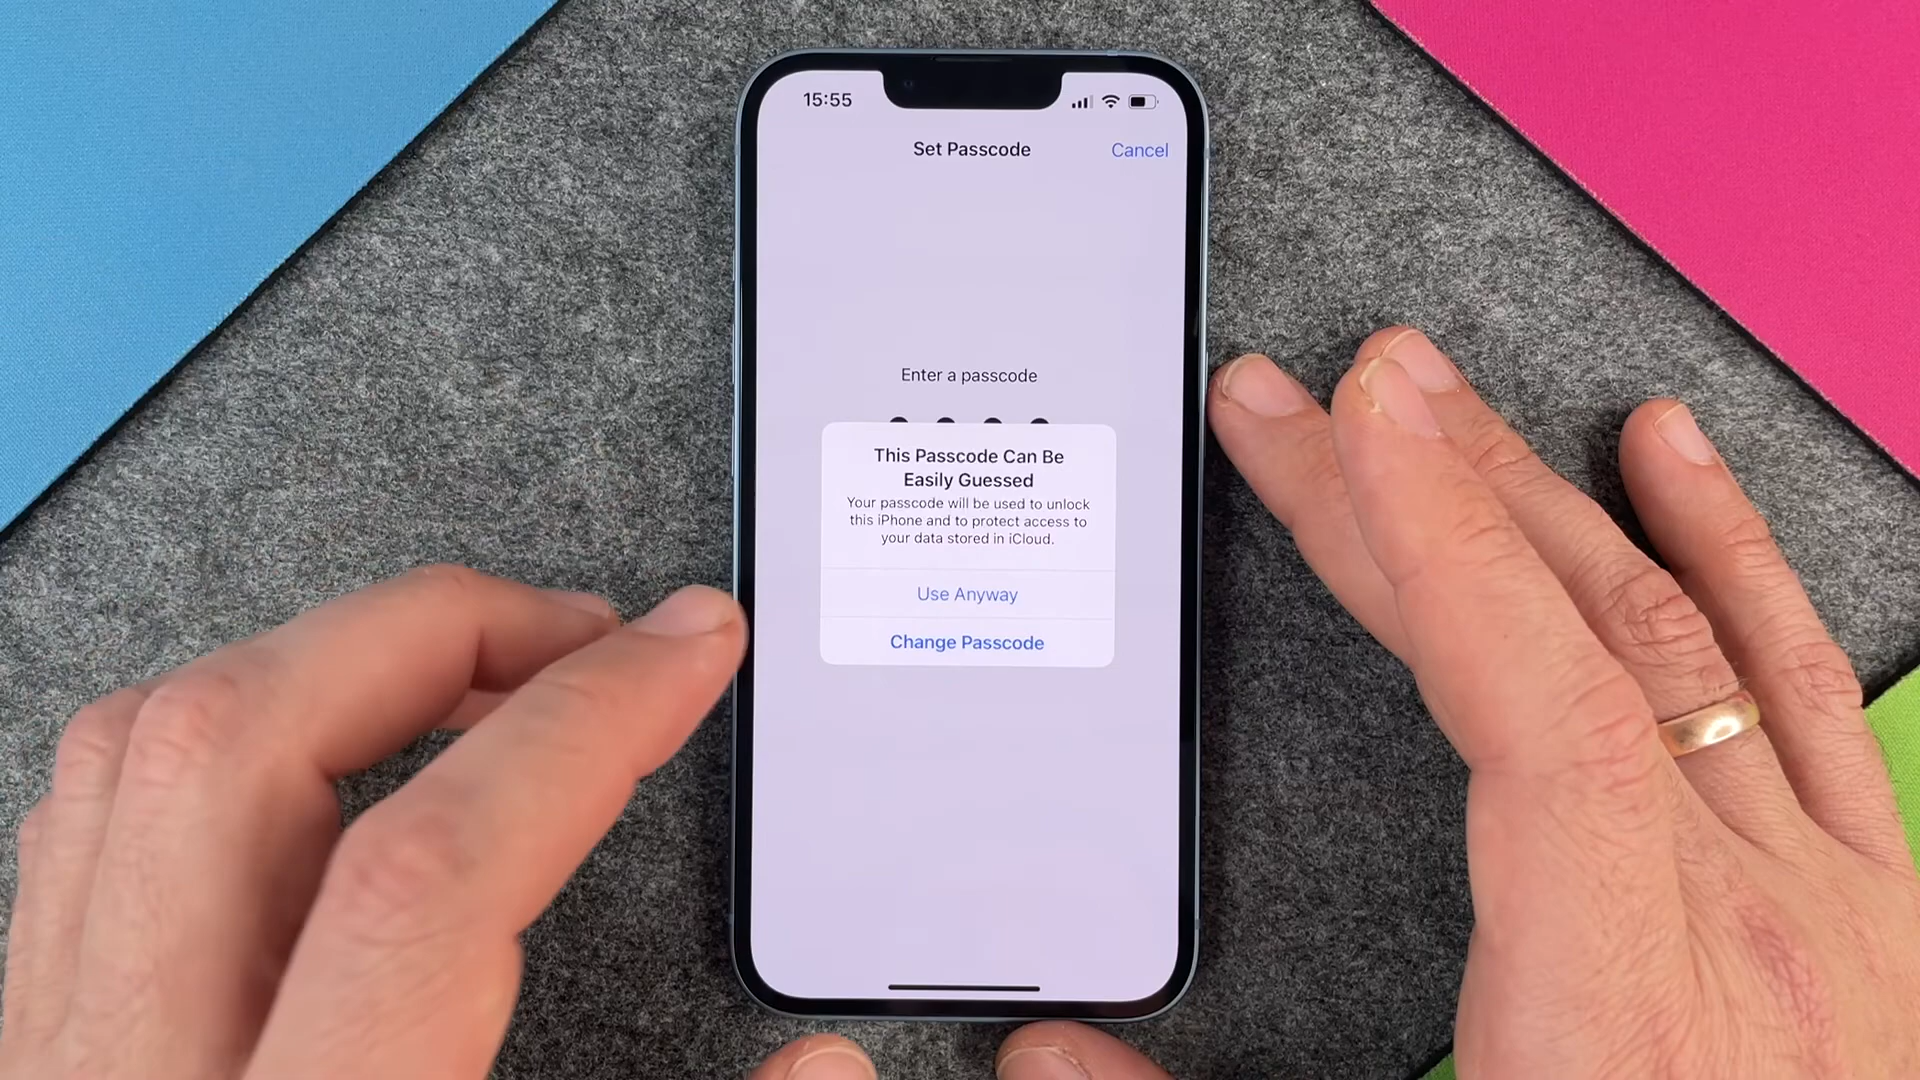 15:55
Set Passcode
Cancel
Enter a passcode
This Passcode Can Be
Easily Guessed
Your passcode will be used to unlock
this iPhone and to protect access to
your data stored in iCloud.
Use Anyway
Change Passcode